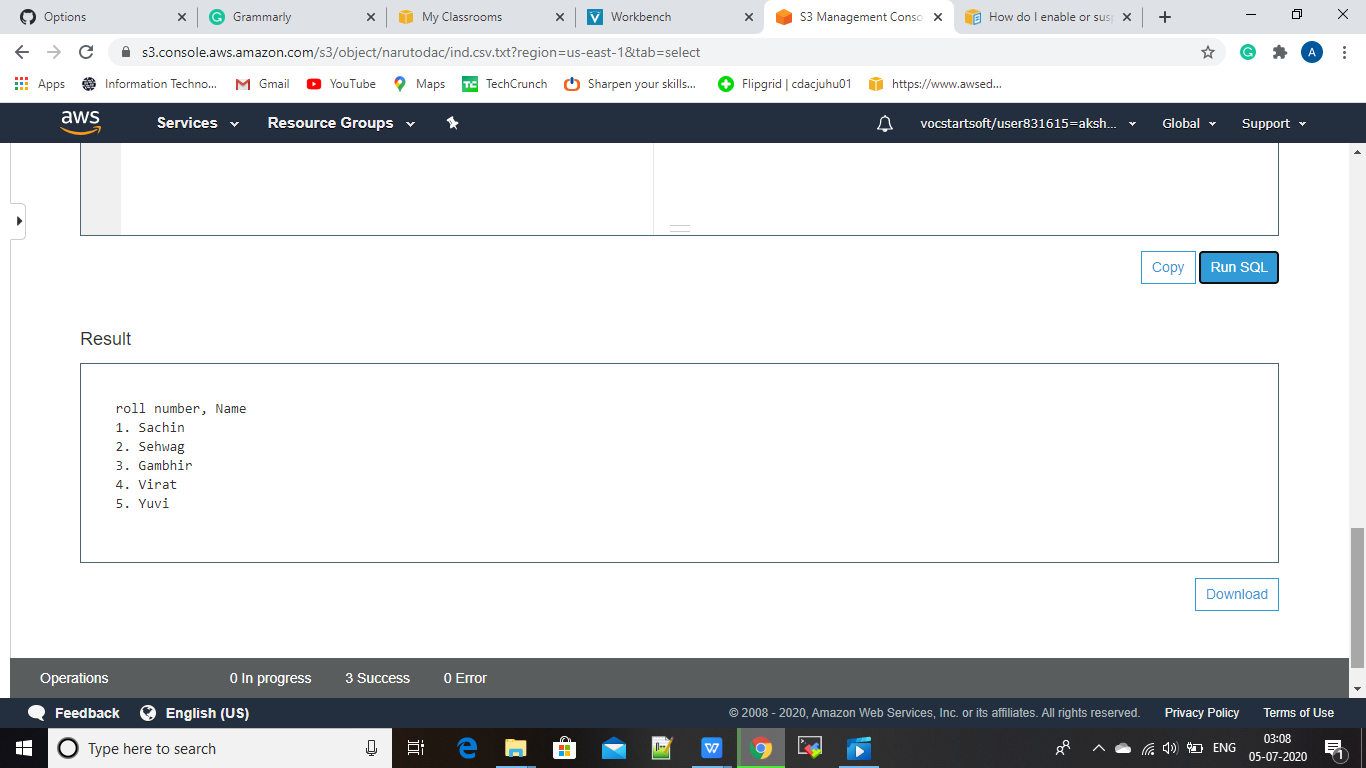 Options
Grammarly
My Classrooms
Workbench
S3 Management Conso
How do I enable or sus
s3.console.aws.amazon.com/s3/object/narutodac/ind.csv.txt?region=us-east-1&tab=select
A
Apps
Information Techno...
Gmail
YouTube
Maps
TechCrunch
Sharpen your skills...
Flipgrid | cdacjuhu01
https://www.awsed...
aws
Services
Resource Groups
vocstartsoft/user831615=aksh...
Global
Support
Copy
Run SQL
Result
roll number, Name
1. Sachin
2. Sehwag
3. Gambhir
4. Virat
5. Yuvi
Download
Operations
0 In progress
3 Success
0 Error
Feedback
English (US)
© 2008 - 2020, Amazon Web Services, Inc. or its affiliates. All rights reserved.
Privacy Policy
Terms of Use
Type here to search
ENG
03:08
05-07-2020
1